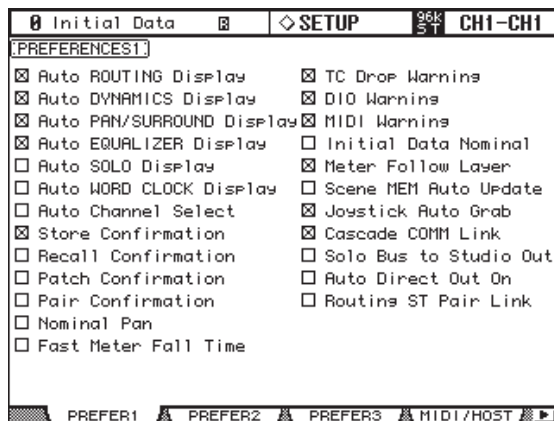 0 Initial Data R ◇SETUP 96k ST CH1-CH1
PREFERENCES1
☒ Auto ROUTING Display
☒ Auto DYNAMICS Display
☒ Auto PAN/SURROUND Display
☒ Auto EQUALIZER Display
☐ Auto SOLO Display
☐ Auto WORD CLOCK Display
☐ Auto Channel Select
☒ Store Confirmation
☐ Recall Confirmation
☐ Patch Confirmation
☐ Pair Confirmation
☐ Nominal Pan
☐ Fast Meter Fall Time
☒ TC Drop Warning
☒ DIO Warning
☒ MIDI Warning
☐ Initial Data Nominal
☒ Meter Follow Layer
☐ Scene MEM Auto Update
☒ Joystick Auto Grab
☒ Cascade COMM Link
☐ Solo Bus to Studio Out
☐ Auto Direct Out On
☐ Routing ST Pair Link
PREFER1 PREFER2 PREFER3 MIDI/HOST